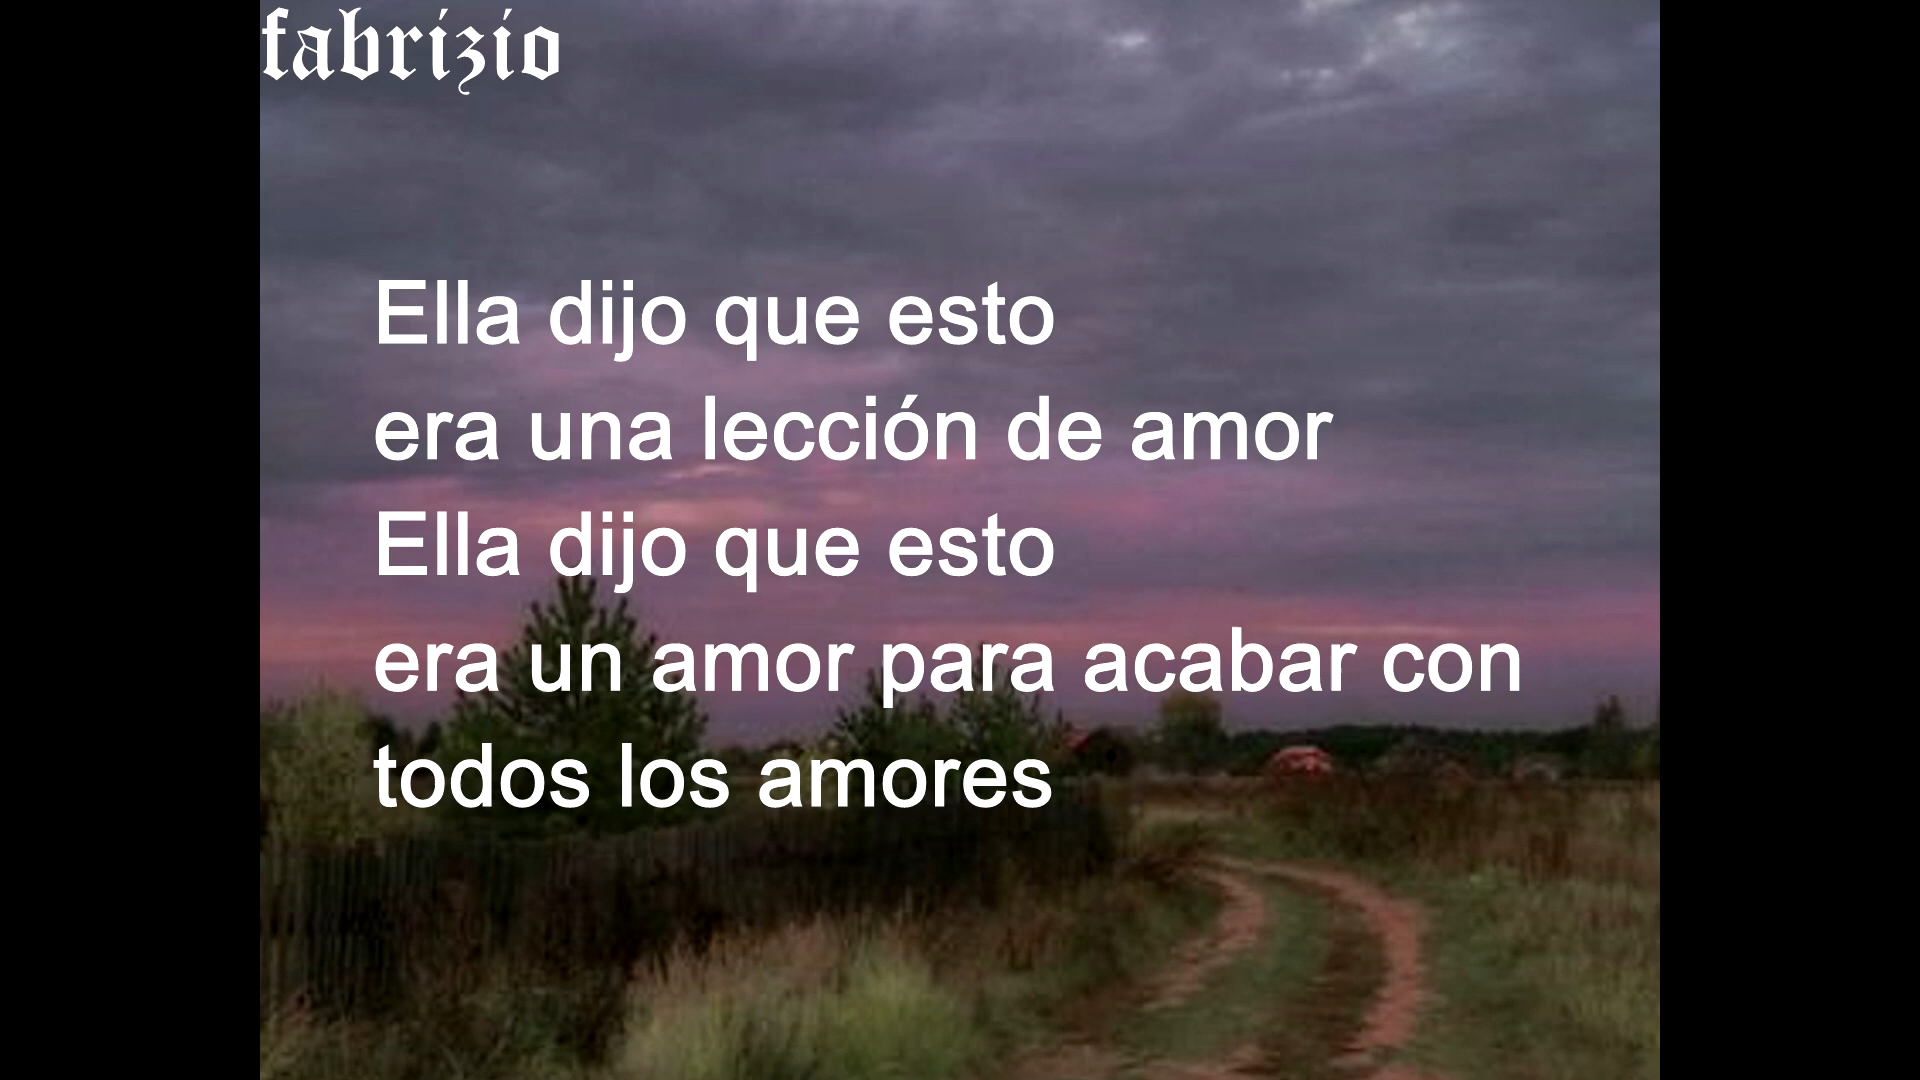 fabrizio
Ella dijo que esto
era una lección de amor
Ella dijo que esto
era un amor para acabar con
todos los amores